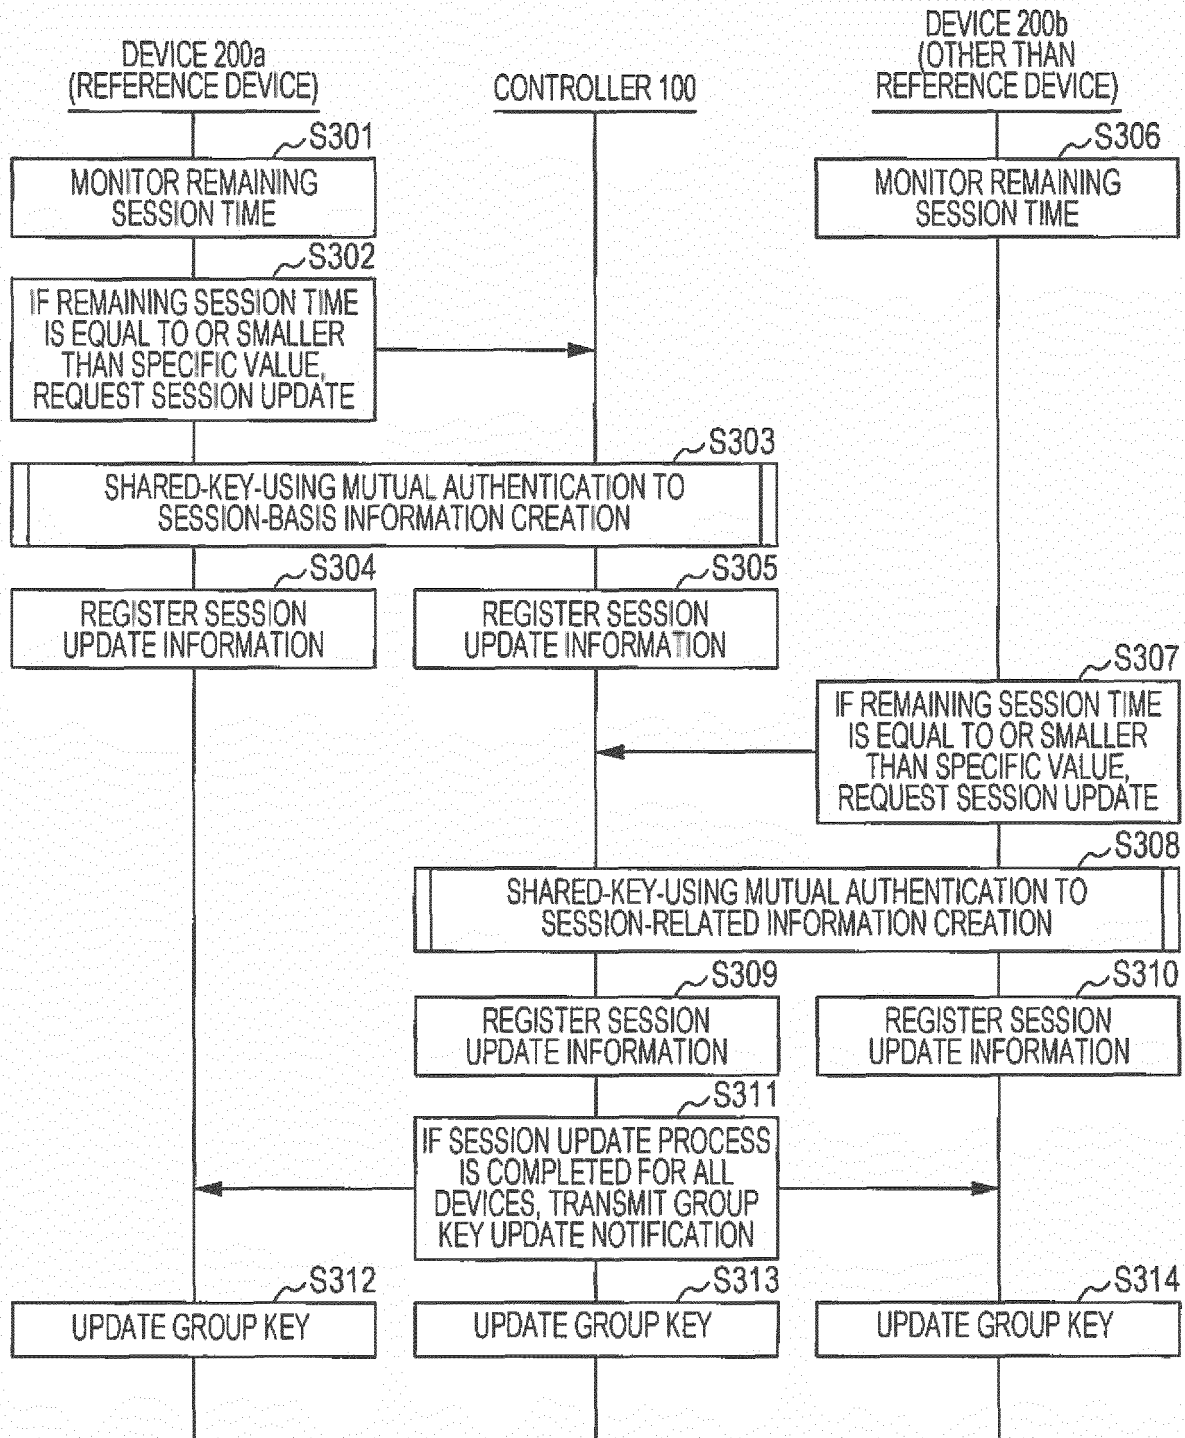 DEVICE 200a
(REFERENCE DEVICE)
CONTROLLER 100
DEVICE 200b
(OTHER THAN
REFERENCE DEVICE)
S301
MONITOR REMAINING
SESSION TIME
S306
MONITOR REMAINING
SESSION TIME
S302
IF REMAINING SESSION TIME
IS EQUAL TO OR SMALLER
THAN SPECIFIC VALUE,
REQUEST SESSION UPDATE
S303
SHARED-KEY-USING MUTUAL AUTHENTICATION TO
SESSION-BASIS INFORMATION CREATION
S304
REGISTER SESSION
UPDATE INFORMATION
S305
REGISTER SESSION
UPDATE INFORMATION
S307
IF REMAINING SESSION TIME
IS EQUAL TO OR SMALLER
THAN SPECIFIC VALUE,
REQUEST SESSION UPDATE
S308
SHARED-KEY-USING MUTUAL AUTHENTICATION TO
SESSION-RELATED INFORMATION CREATION
S309
REGISTER SESSION
UPDATE INFORMATION
S310
REGISTER SESSION
UPDATE INFORMATION
S311
IF SESSION UPDATE PROCESS
IS COMPLETED FOR ALL
DEVICES, TRANSMIT GROUP
KEY UPDATE NOTIFICATION
S312
UPDATE GROUP KEY
S313
UPDATE GROUP KEY
S314
UPDATE GROUP KEY